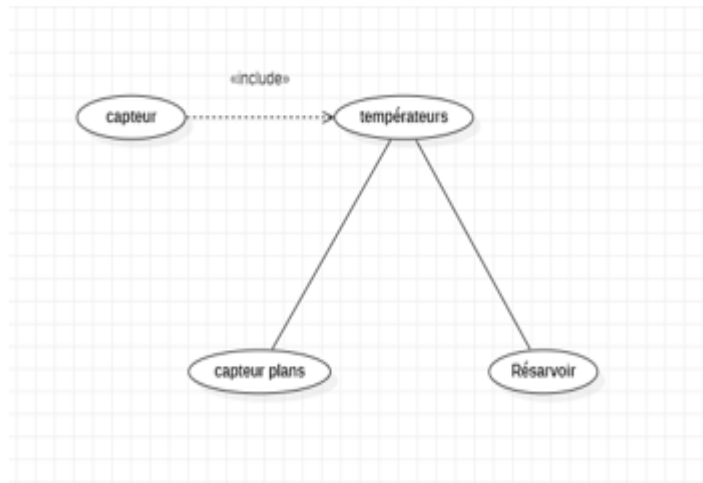 «include»
capteur
températeurs
capteur plans
Résarvoir